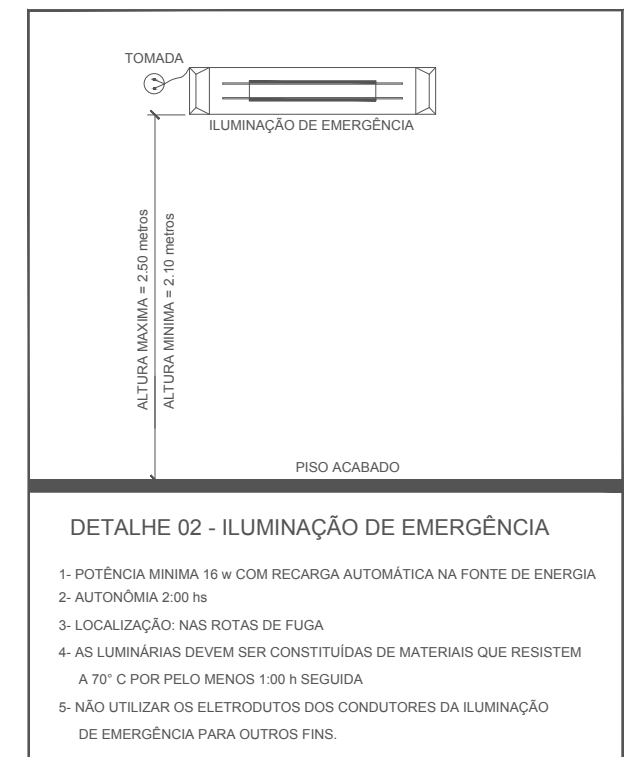 TOMADA
ILUMINAÇÃO DE EMERGÊNCIA
ALTURA MAXIMA = 2.50 metros
ALTURA MINIMA = 2.10 metros
PISO ACABADO
DETALHE 02 - ILUMINAÇÃO DE EMERGÊNCIA
1- POTÊNCIA MINIMA 16 w COM RECARGA AUTOMÁTICA NA FONTE DE ENERGIA
2- AUTONÔMIA 2:00 hs
3- LOCALIZAÇÃO: NAS ROTAS DE FUGA
4- AS LUMINÁRIAS DEVEM SER CONSTITUÍDAS DE MATERIAIS QUE RESISTEM
A 70° C POR PELO MENOS 1:00 h SEGUIDA
5- NÃO UTILIZAR OS ELETRODUTOS DOS CONDUTORES DA ILUMINAÇÃO
DE EMERGÊNCIA PARA OUTROS FINS.